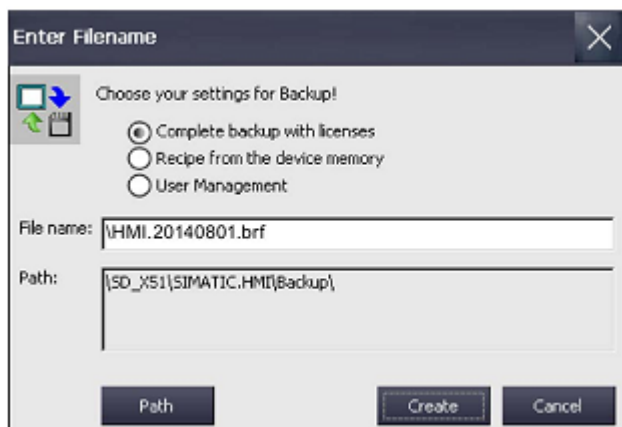 Enter Filename
Choose your settings for Backup!
Complete backup with licenses
Recipe from the device memory
User Management
File name: \HMI.20140801.brf
Path: \SD_X51\SIMATIC.HMI\Backup\
Path Create Cancel